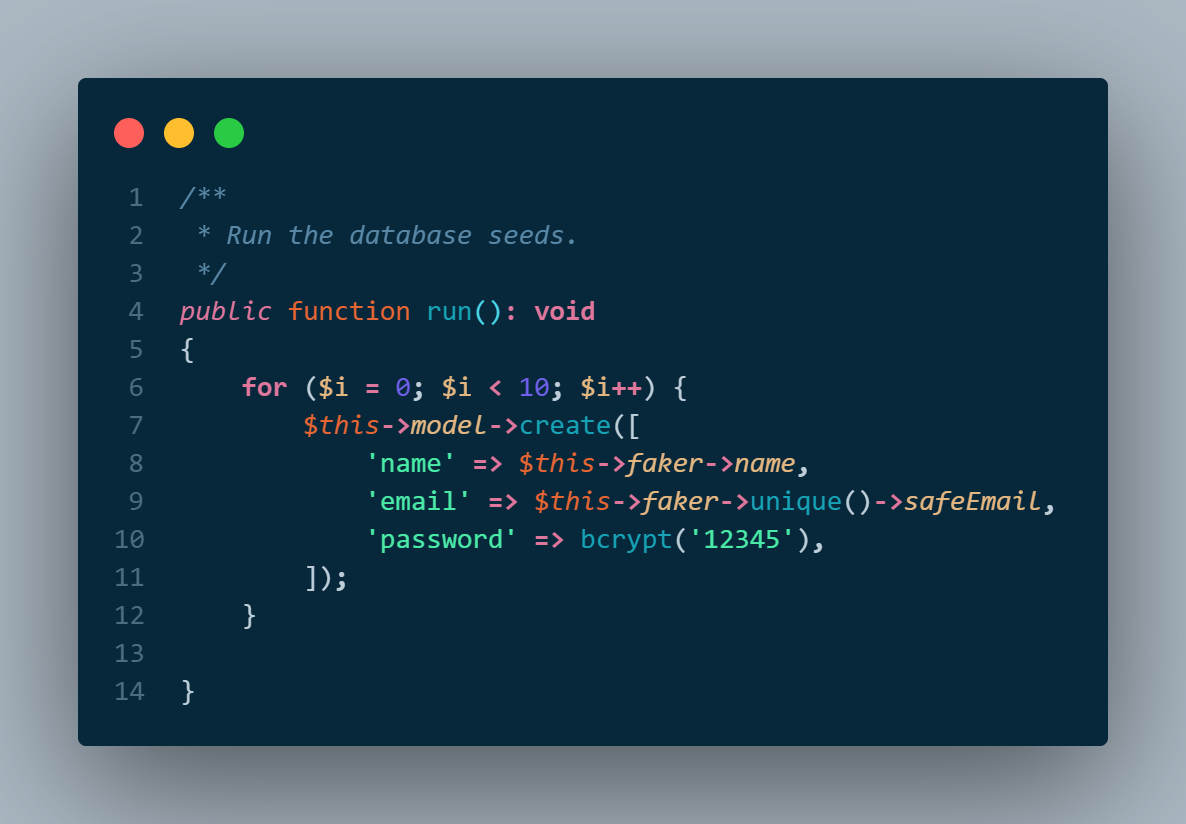 1 /**
2  * Run the database seeds.
3  */
4 public function run(): void
5 {
6     for ($i = 0; $i < 10; $i++) {
7         $this->model->create([
8             'name' => $this->faker->name,
9             'email' => $this->faker->unique()->safeEmail,
10             'password' => bcrypt('12345'),
11         ]);
12     }
13
14 }